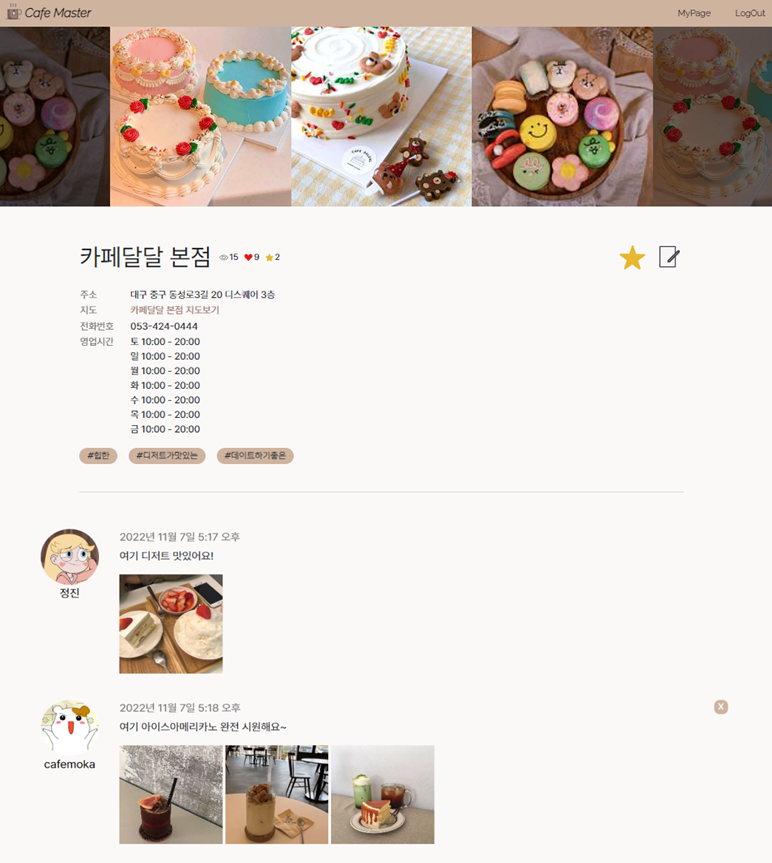 Cafe Master
MyPage LogOut
카페달달 본점 15 9 2
주소 대구 중구 동성로3길 20 디스퀘어 3층
지도 카페달달 본점 지도보기
전화번호 053-424-0444
영업시간 토 10:00 - 20:00
일 10:00 - 20:00
월 10:00 - 20:00
화 10:00 - 20:00
수 10:00 - 20:00
목 10:00 - 20:00
금 10:00 - 20:00
#힙한 #디저트가맛있는 #데이트하기좋은
2022년 11월 7일 5:17 오후
여기 디저트 맛있어요!
정진
2022년 11월 7일 5:18 오후 X
여기 아이스아메리카노 완전 시원해요~
cafemoka